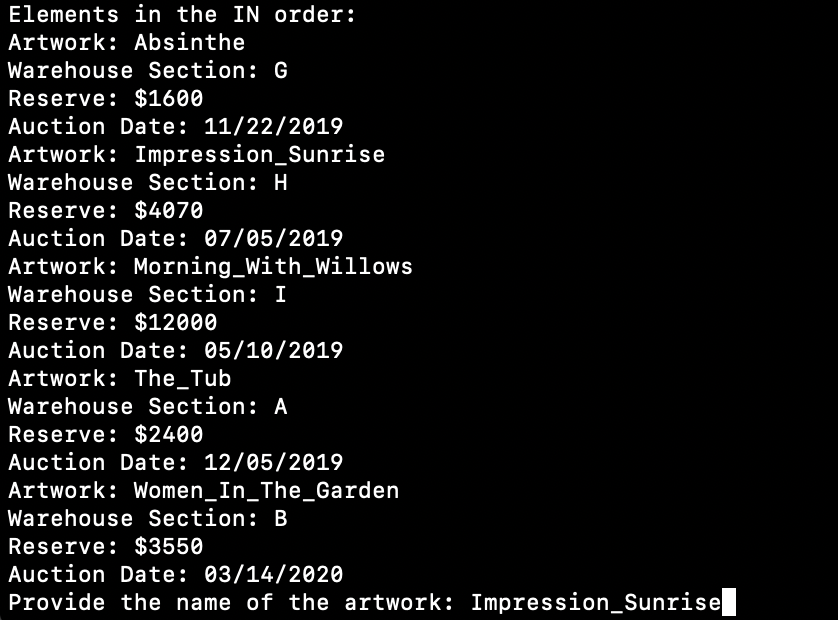 Elements in the IN order:
Artwork: Absinthe
Warehouse Section: G
Reserve: $1600
Auction Date: 11/22/2019
Artwork: Impression_Sunrise
Warehouse Section: H
Reserve: $4070
Auction Date: 07/05/2019
Artwork: Morning_With_Willows
Warehouse Section: I
Reserve: $12000
Auction Date: 05/10/2019
Artwork: The_Tub
Warehouse Section: A
Reserve: $2400
Auction Date: 12/05/2019
Artwork: Women_In_The_Garden
Warehouse Section: B
Reserve: $3550
Auction Date: 03/14/2020
Provide the name of the artwork: Impression_Sunrise